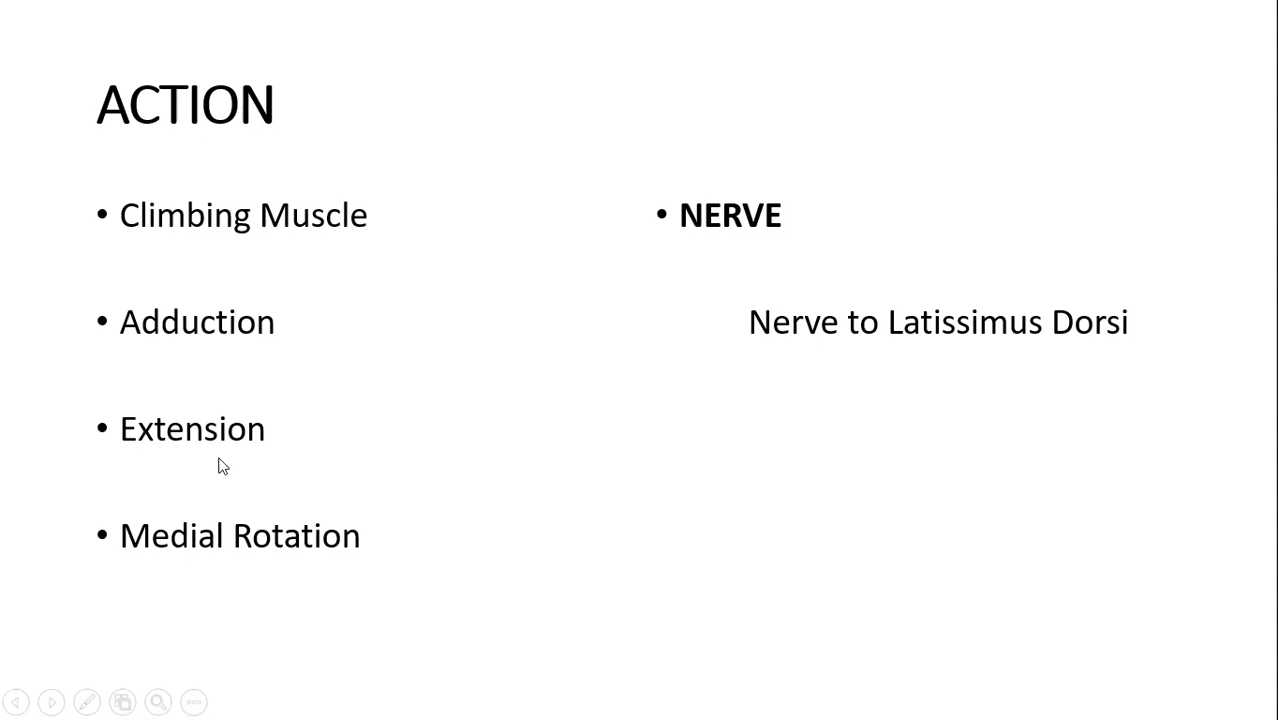 ACTION
• Climbing Muscle
• Adduction
• Extension
• Medial Rotation
• NERVE
Nerve to Latissimus Dorsi